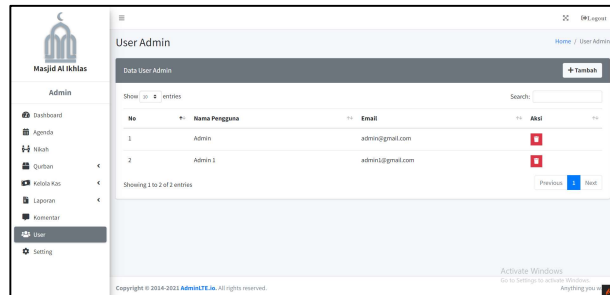 Logout
User Admin
Home / User Admin
Masjid Al Ikhlas
Admin
Dashboard
Agenda
Nikah
Qurban
Kelola Kas
Laporan
Komentar
User
Setting
Data User Admin
+ Tambah
Show 10 entries
Search:
No Nama Pengguna Email Aksi
1 Admin admin@gmail.com
2 Admin 1 admin1@gmail.com
Showing 1 to 2 of 2 entries
Previous 1 Next
Activate Windows
Go to Settings to activate Windows.
Copyright © 2014-2021 AdminLTE.io. All rights reserved.
Anything you